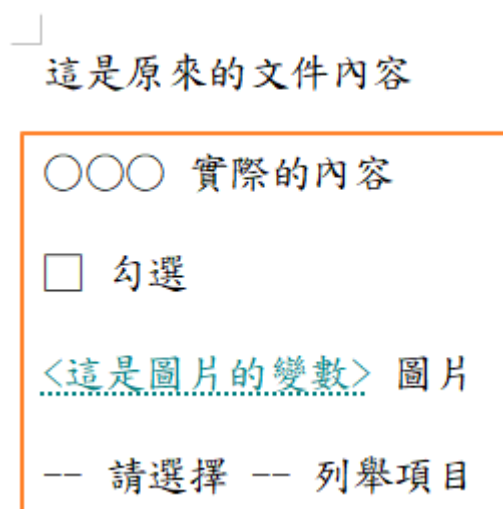 這是原來的文件內容
○○○ 實際的內容
□ 勾選
<這是圖片的變數> 圖片
-- 請選擇 -- 列舉項目